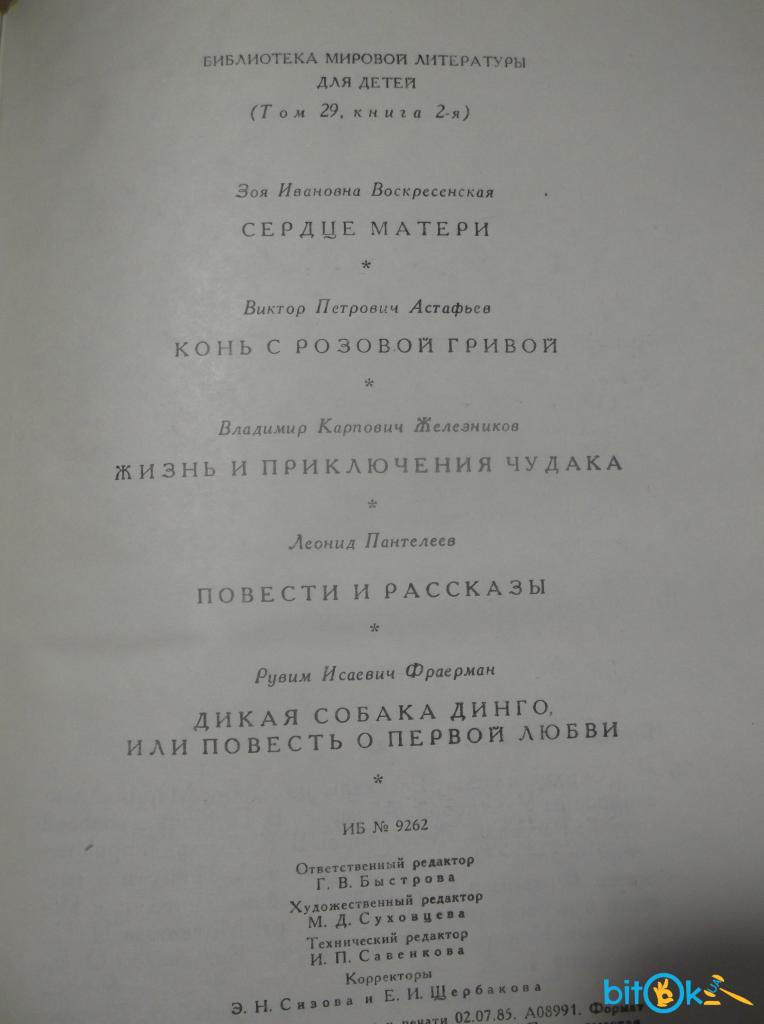 БИБЛИОТЕКА МИРОВОЙ ЛИТЕРАТУРЫ
ДЛЯ ДЕТЕЙ
(Том 29, книга 2-я)
Зоя Ивановна Воскресенская
СЕРДЦЕ МАТЕРИ
*
Виктор Петрович Астафьев
КОНЬ С РОЗОВОЙ ГРИВОЙ
*
Владимир Карпович Железников
ЖИЗНЬ И ПРИКЛЮЧЕНИЯ ЧУДАКА
*
Леонид Пантелеев
ПОВЕСТИ И РАССКАЗЫ
*
Рувим Исаевич Фраерман
ДИКАЯ СОБАКА ДИНГО,
ИЛИ ПОВЕСТЬ О ПЕРВОЙ ЛЮБВИ
*
ИБ № 9262
Ответственный редактор
Г. В. Быстрова
Художественный редактор
М. Д. Суховцева
Технический редактор
И. П. Савенкова
Корректоры
Э. Н. Сизова и Е. И. Щербакова
печати 02.07.85. А08991. Формат
bitOk.UA